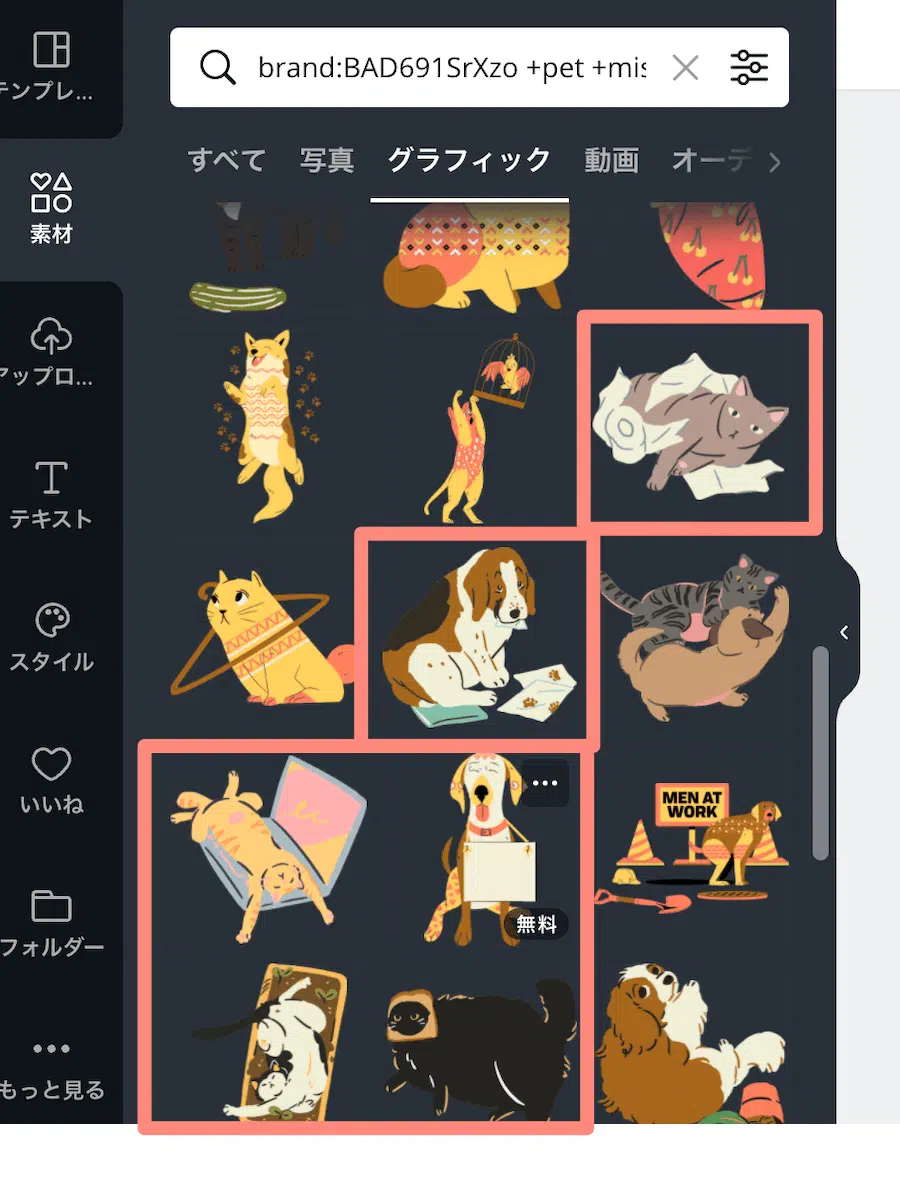 brand:BAD691SrXzo +pet +mis
すべて 写真 グラフィック 動画 オーデ
ンプレ...
素材
アップロ...
テキスト
スタイル
いいね
フォルダー
もっと見る
MEN AT
WORK
無料